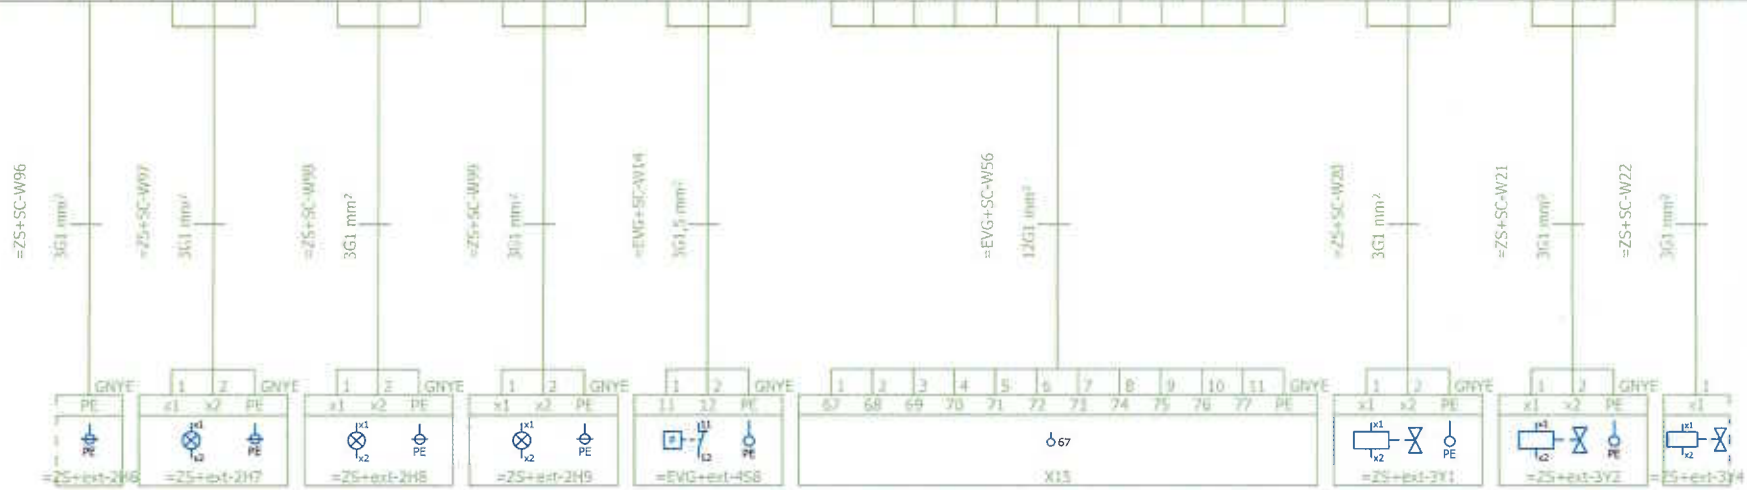 =ZS+SC-W96
3G1 mm²
=ZS+SC-W97
3G1 mm²
=ZS+SC-W98
3G1 mm²
=ZS+SC-W99
3G1 mm²
=EVG+SC-W14
3G1,5 mm²
=EVG+SC-W56
12G1 mm²
=ZS+SC-W20
3G1 mm²
=ZS+SC-W21
3G1 mm²
=ZS+SC-W22
3G1 mm²
GNYE 1 2 GNYE 1 2 GNYE 1 2 GNYE 1 2 GNYE 1 2 3 4 5 6 7 8 9 10 11 GNYE 1 2 GNYE 1 2 GNYE 1
PE x1 x2 PE x1 x2 PE x1 x2 PE 11 12 PE 67 68 69 70 71 72 73 74 75 76 77 PE x1 x2 PE x1 x2 PE x1
x1 x1 x1 11 x1 x1 x1
67
PE x2 PE x2 PE x2 PE 12 PE x2 PE x2 PE x2
=ZS+ext-2H6 =ZS+ext-2H7 =ZS+ext-2H8 =ZS+ext-2H9 =EVG+ext-4S8 X15 =ZS+ext-3Y1 =ZS+ext-3Y2 =ZS+ext-3Y4